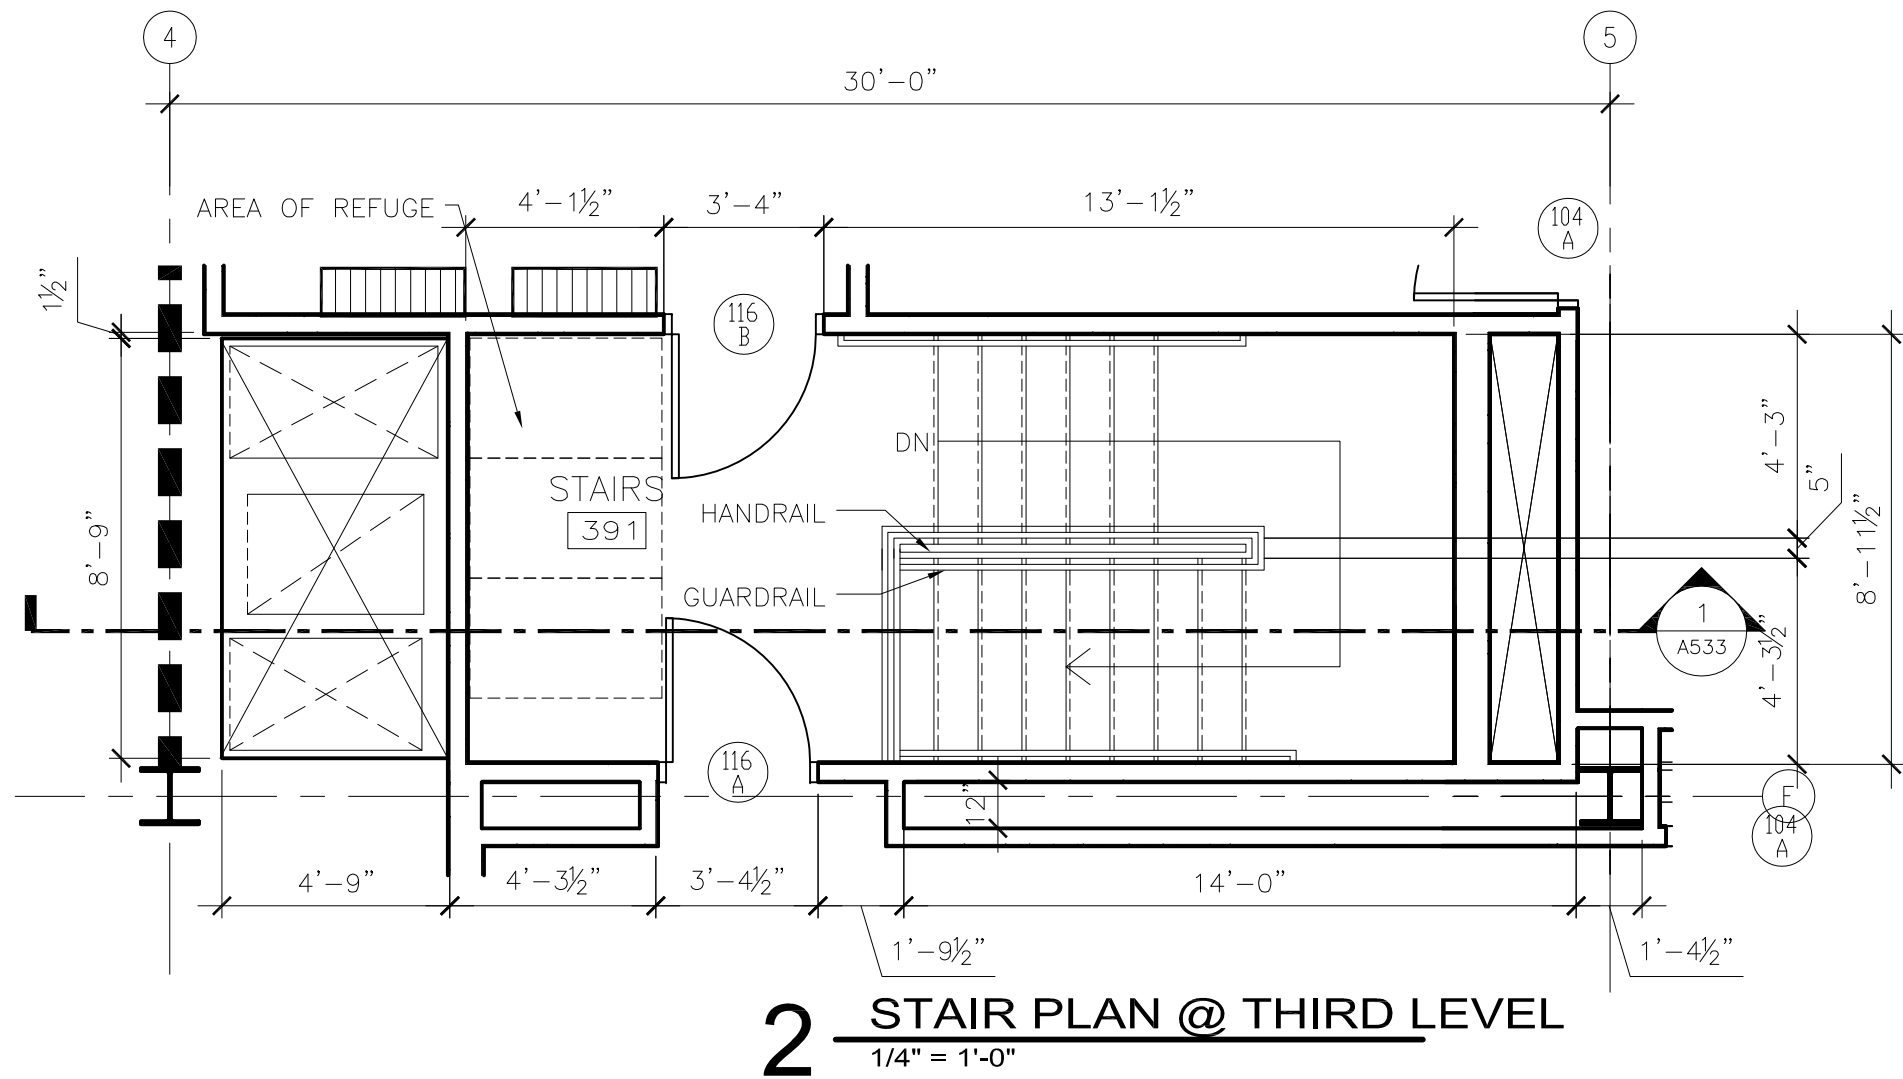 4
5
30'-0"
AREA OF REFUGE
4'-1½"
3'-4"
13'-1½"
104
A
1½"
116
B
DN
4'-3"
5"
STAIRS
391
HANDRAIL
8'-9"
8'-11½"
GUARDRAIL
1
A533
4'-3½"
116
A
12"
F
104
A
4'-9"
4'-3½"
3'-4½"
14'-0"
1'-9½"
1'-4½"
2
STAIR PLAN @ THIRD LEVEL
1/4" = 1'-0"